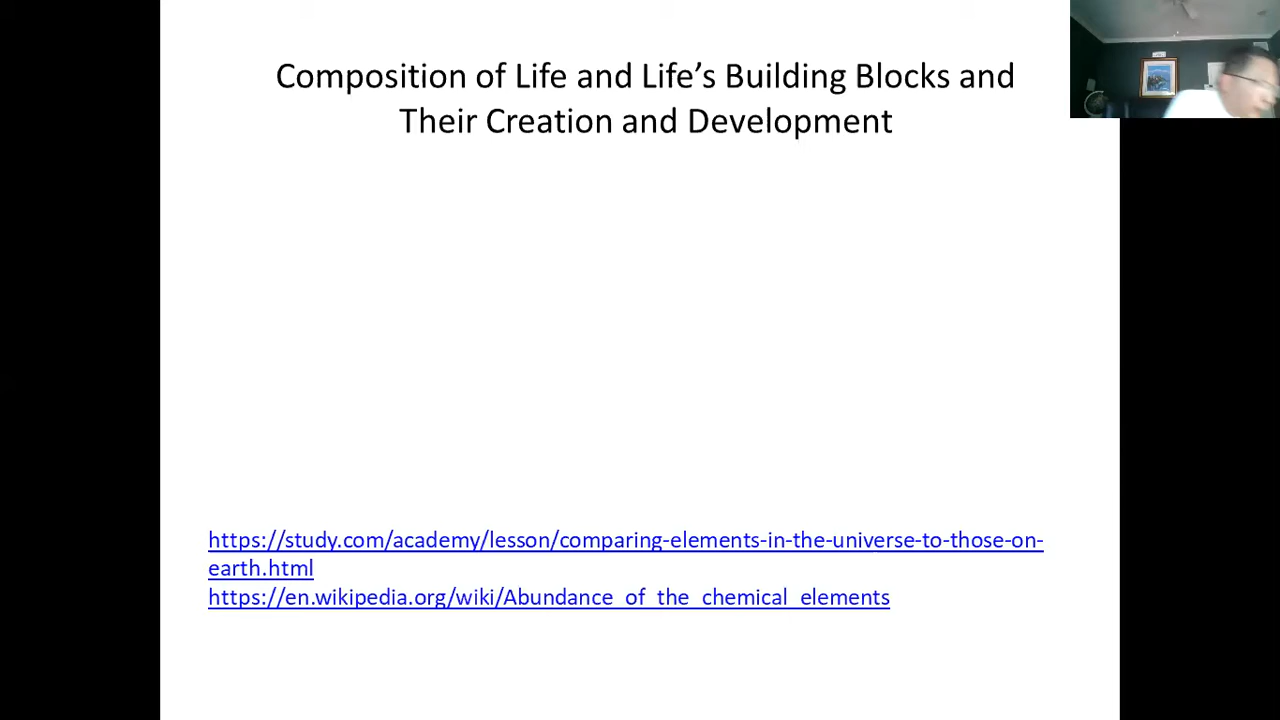 Composition of Life and Life’s Building Blocks and
Their Creation and Development
https://study.com/academy/lesson/comparing-elements-in-the-universe-to-those-on-
earth.html
https://en.wikipedia.org/wiki/Abundance_of_the_chemical_elements